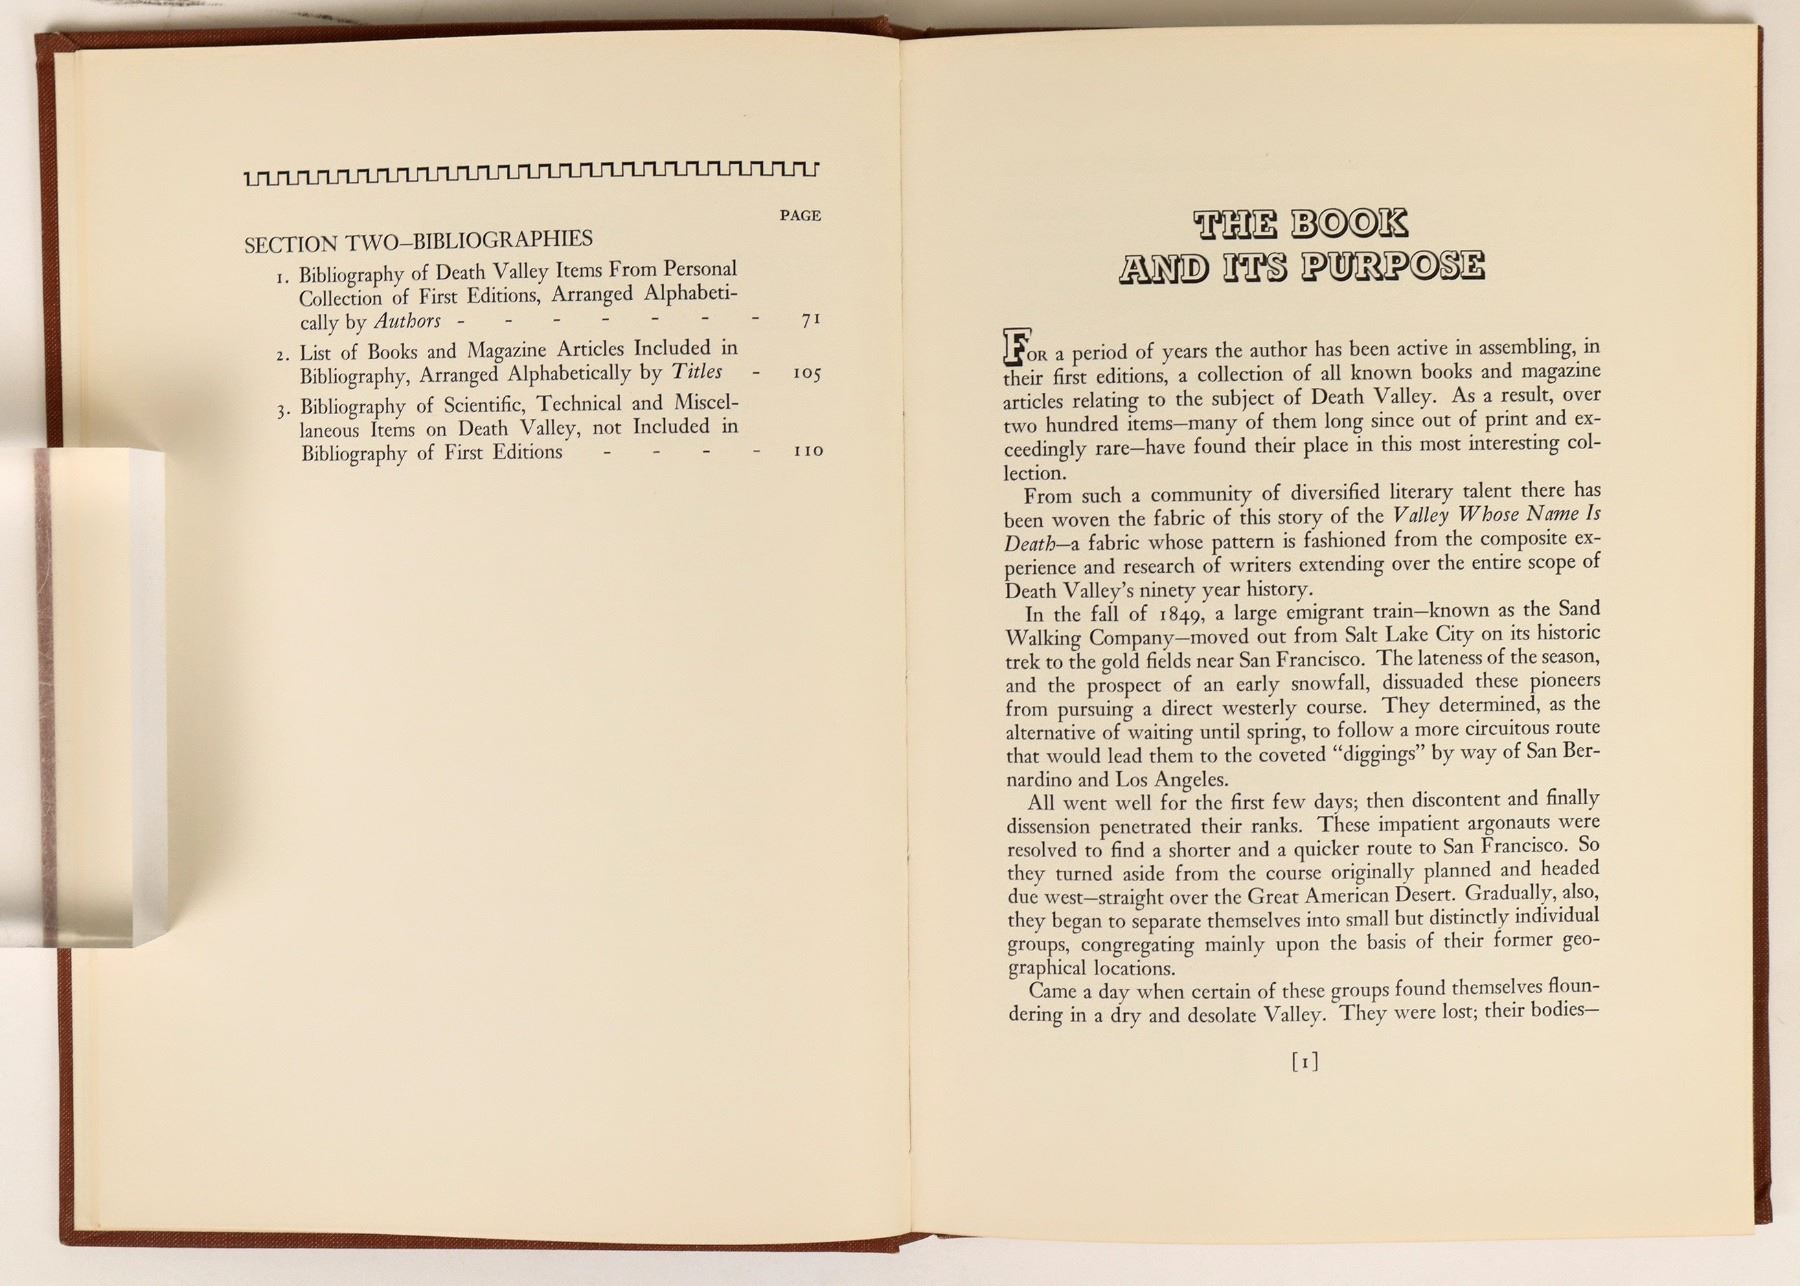 PAGE
SECTION TWO—BIBLIOGRAPHIES
1. Bibliography of Death Valley Items From Personal
Collection of First Editions, Arranged Alphabeti-
cally by Authors - - - - - - - 71
2. List of Books and Magazine Articles Included in
Bibliography, Arranged Alphabetically by Titles - 105
3. Bibliography of Scientific, Technical and Miscel-
laneous Items on Death Valley, not Included in
Bibliography of First Editions - - - - 110
THE BOOK
AND ITS PURPOSE
FOR a period of years the author has been active in assembling, in
their first editions, a collection of all known books and magazine
articles relating to the subject of Death Valley. As a result, over
two hundred items—many of them long since out of print and ex-
ceedingly rare—have found their place in this most interesting col-
lection.
From such a community of diversified literary talent there has
been woven the fabric of this story of the Valley Whose Name Is
Death—a fabric whose pattern is fashioned from the composite ex-
perience and research of writers extending over the entire scope of
Death Valley's ninety year history.
In the fall of 1849, a large emigrant train—known as the Sand
Walking Company—moved out from Salt Lake City on its historic
trek to the gold fields near San Francisco. The lateness of the season,
and the prospect of an early snowfall, dissuaded these pioneers
from pursuing a direct westerly course. They determined, as the
alternative of waiting until spring, to follow a more circuitous route
that would lead them to the coveted "diggings" by way of San Ber-
nardino and Los Angeles.
All went well for the first few days; then discontent and finally
dissension penetrated their ranks. These impatient argonauts were
resolved to find a shorter and a quicker route to San Francisco. So
they turned aside from the course originally planned and headed
due west—straight over the Great American Desert. Gradually, also,
they began to separate themselves into small but distinctly individual
groups, congregating mainly upon the basis of their former geo-
graphical locations.
Came a day when certain of these groups found themselves floun-
dering in a dry and desolate Valley. They were lost; their bodies—
[1]